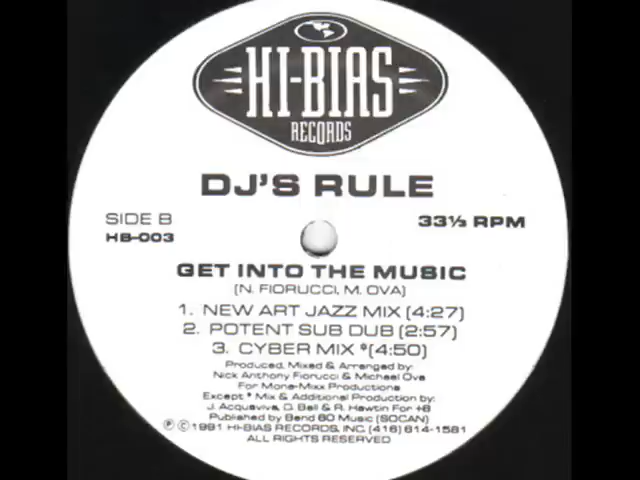 HI-BIAS
RECORDS
DJ'S RULE
SIDE B
HB-003
33⅓ RPM
GET INTO THE MUSIC
(N. FIORUCCI, M. OVA)
1. NEW ART JAZZ MIX (4:27)
2. POTENT SUB DUB (2:57)
3. CYBER MIX *(4:50)
Produced, Mixed & Arranged by:
Nick Anthony Fiorucci & Michael Ova
For Mona-Mixx Productions
Except * Mix & Additional Production by:
J. Acquaviva, D. Bell & R. Hawtin For +8
Published by Bend 60 Music (SOCAN)
℗ © 1991 HI-BIAS RECORDS, INC. (416) 614-1581
ALL RIGHTS RESERVED